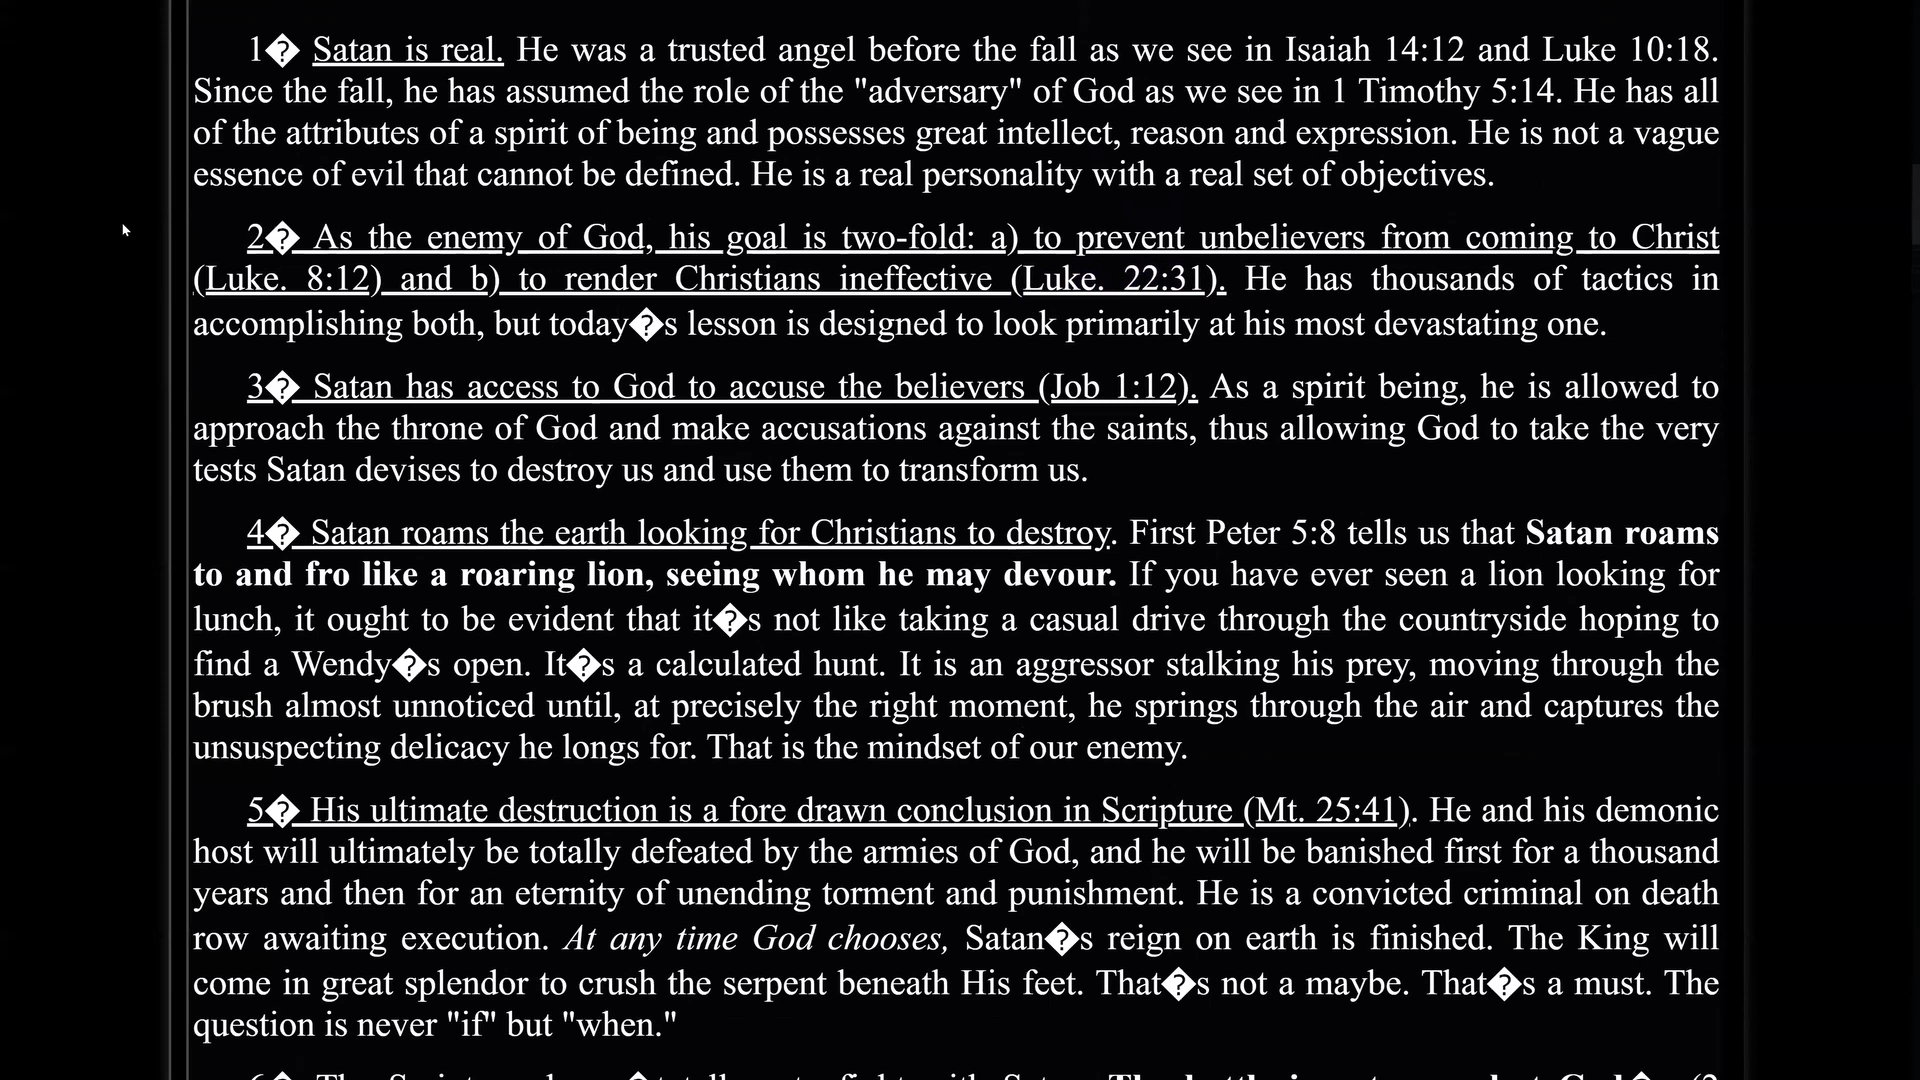 1� Satan is real. He was a trusted angel before the fall as we see in Isaiah 14:12 and Luke 10:18.
Since the fall, he has assumed the role of the "adversary" of God as we see in 1 Timothy 5:14. He has all
of the attributes of a spirit of being and possesses great intellect, reason and expression. He is not a vague
essence of evil that cannot be defined. He is a real personality with a real set of objectives.
2� As the enemy of God, his goal is two-fold: a) to prevent unbelievers from coming to Christ
(Luke. 8:12) and b) to render Christians ineffective (Luke. 22:31). He has thousands of tactics in
accomplishing both, but today�s lesson is designed to look primarily at his most devastating one.
3� Satan has access to God to accuse the believers (Job 1:12). As a spirit being, he is allowed to
approach the throne of God and make accusations against the saints, thus allowing God to take the very
tests Satan devises to destroy us and use them to transform us.
4� Satan roams the earth looking for Christians to destroy. First Peter 5:8 tells us that Satan roams
to and fro like a roaring lion, seeing whom he may devour. If you have ever seen a lion looking for
lunch, it ought to be evident that it�s not like taking a casual drive through the countryside hoping to
find a Wendy�s open. It�s a calculated hunt. It is an aggressor stalking his prey, moving through the
brush almost unnoticed until, at precisely the right moment, he springs through the air and captures the
unsuspecting delicacy he longs for. That is the mindset of our enemy.
5� His ultimate destruction is a fore drawn conclusion in Scripture (Mt. 25:41). He and his demonic
host will ultimately be totally defeated by the armies of God, and he will be banished first for a thousand
years and then for an eternity of unending torment and punishment. He is a convicted criminal on death
row awaiting execution. At any time God chooses, Satan�s reign on earth is finished. The King will
come in great splendor to crush the serpent beneath His feet. That�s not a maybe. That�s a must. The
question is never "if" but "when."